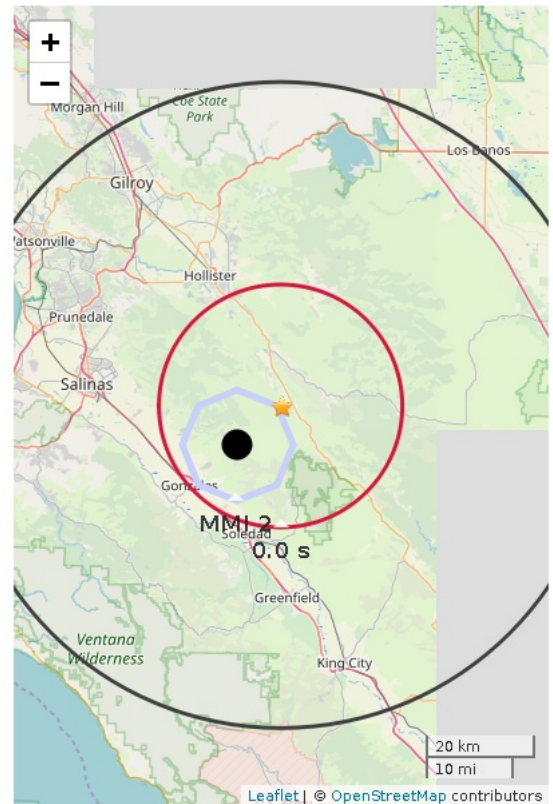 +
−
Morgan Hill
Coe State
Park
Los Banos
Gilroy
Watsonville
Hollister
Prunedale
Salinas
Gonzales
MMI 2
Soledad
0.0 s
Greenfield
Ventana
Wilderness
King City
20 km
10 mi
Leaflet | © OpenStreetMap contributors